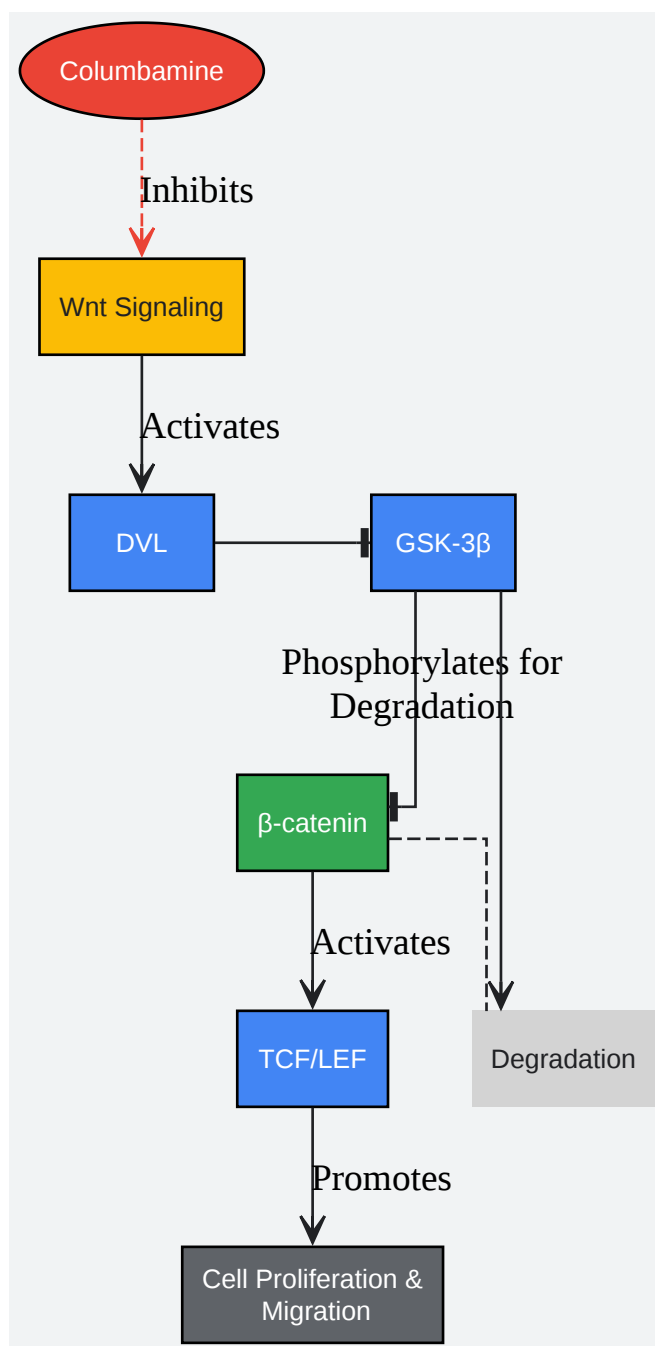 Columbamine
Inhibits
Wnt Signaling
Activates
DVL
GSK-3β
Phosphorylates for
Degradation
β-catenin
Activates
TCF/LEF
Degradation
Promotes
Cell Proliferation &
Migration